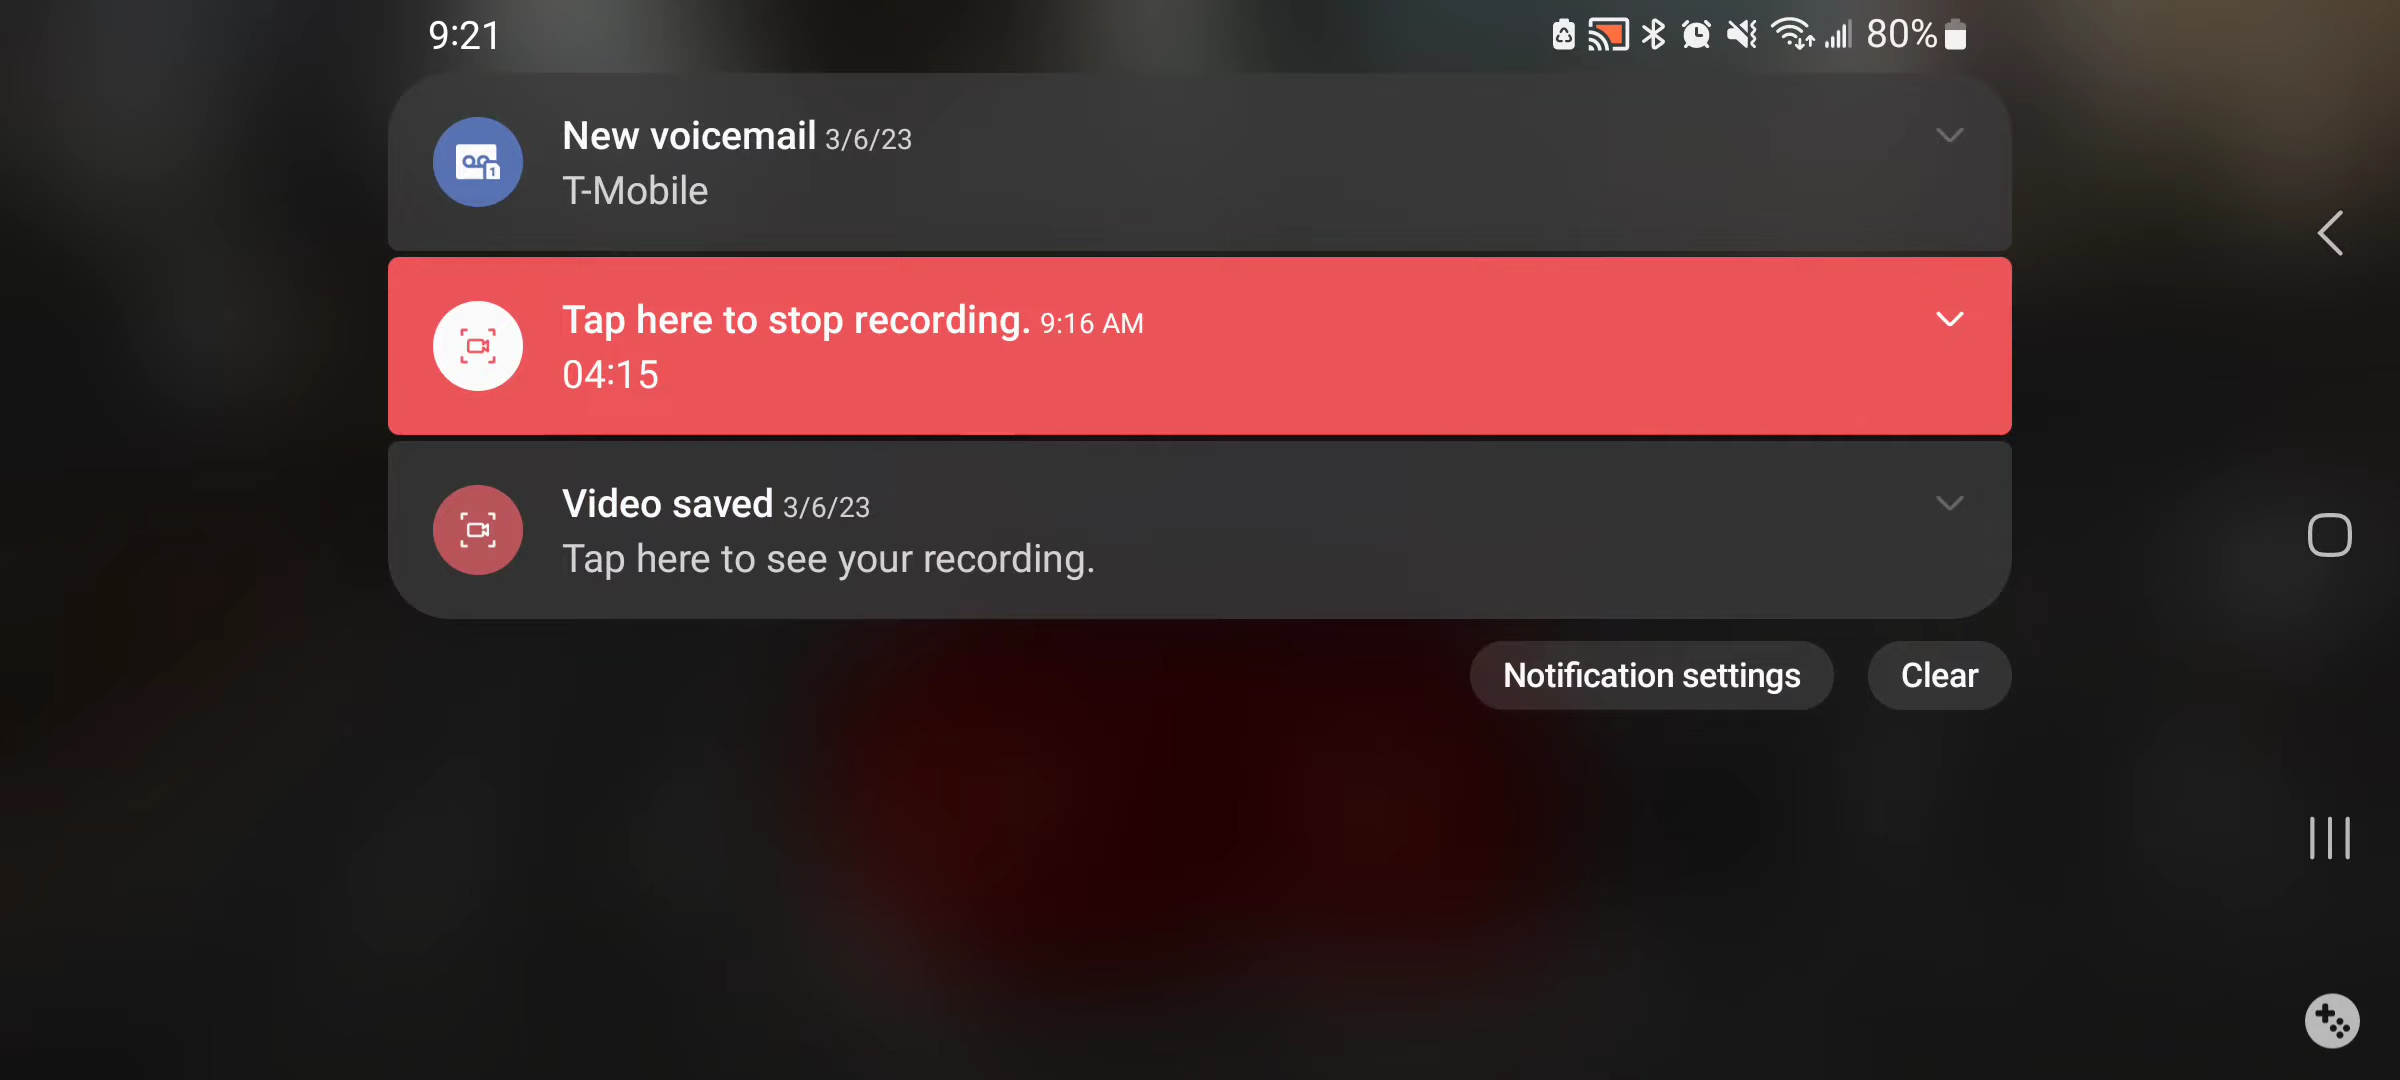 9:21
80%
New voicemail 3/6/23
T-Mobile
1
Tap here to stop recording. 9:16 AM
04:15
Video saved 3/6/23
Tap here to see your recording.
Notification settings
Clear